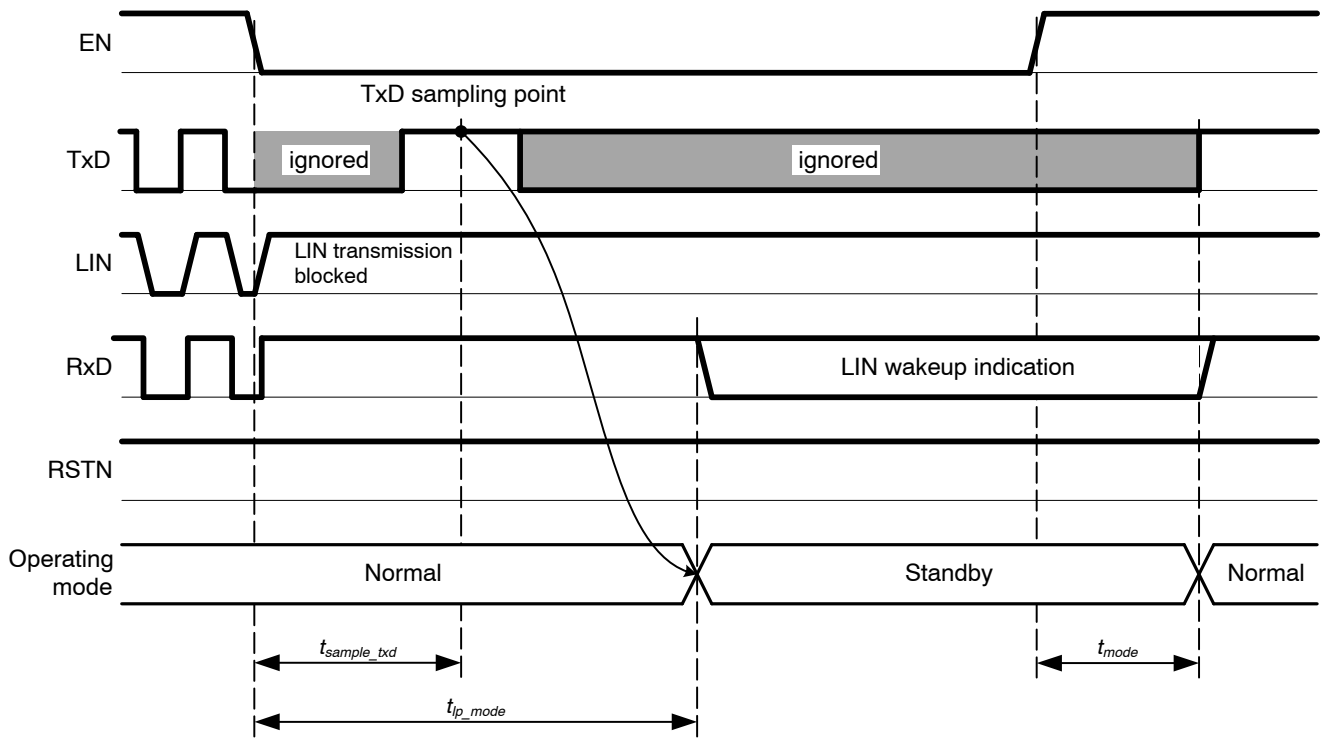 EN
TxD sampling point
TxD
ignored
ignored
LIN
LIN transmission
blocked
RxD
LIN wakeup indication
RSTN
Operating
mode
Normal
Standby
Normal
tsample_txd
tmode
tlp_mode